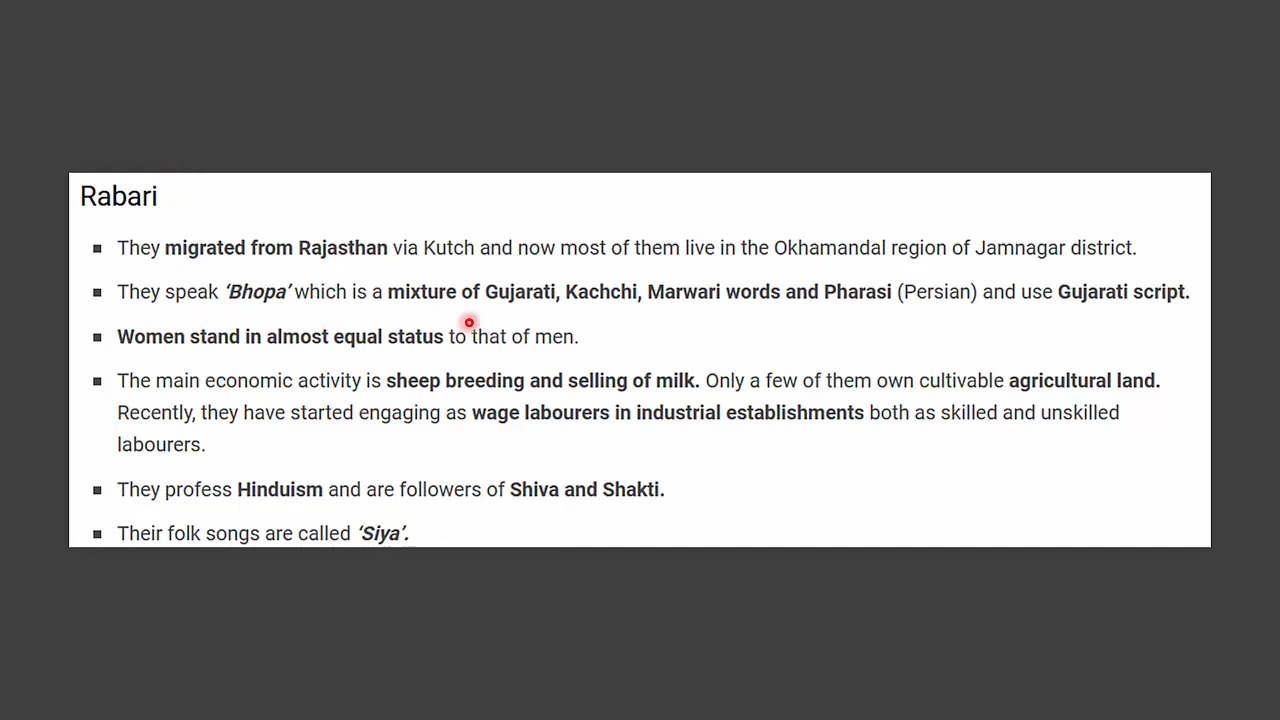 Rabari
▪ They migrated from Rajasthan via Kutch and now most of them live in the Okhamandal region of Jamnagar district.
▪ They speak ‘Bhopa’ which is a mixture of Gujarati, Kachchi, Marwari words and Pharasi (Persian) and use Gujarati script.
▪ Women stand in almost equal status to that of men.
▪ The main economic activity is sheep breeding and selling of milk. Only a few of them own cultivable agricultural land.
Recently, they have started engaging as wage labourers in industrial establishments both as skilled and unskilled
labourers.
▪ They profess Hinduism and are followers of Shiva and Shakti.
▪ Their folk songs are called ‘Siya’.